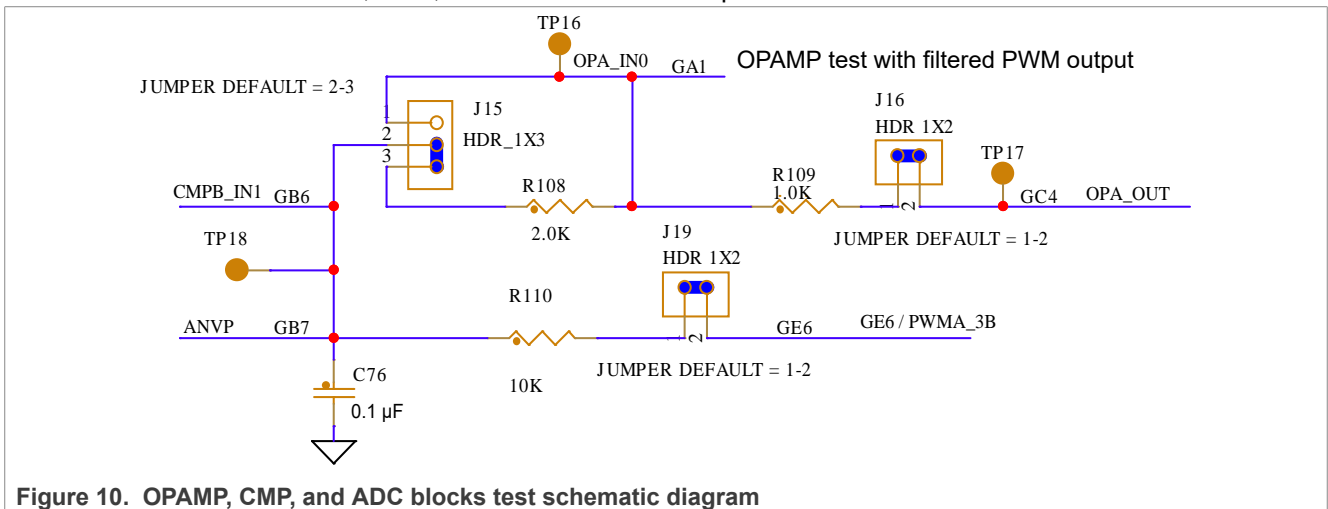 TP16
OPA_IN0
GA1
OPAMP test with filtered PWM output
JUMPER DEFAULT = 2-3
J15
HDR_1X3
1
2
3
J16
HDR 1X2
TP17
R108
2.0K
R109
1.0K
1
2
GC4
OPA_OUT
CMPB_IN1
GB6
JUMPER DEFAULT = 1-2
TP18
J19
HDR 1X2
R110
10K
ANVP
GB7
1
2
GE6
GE6 / PWMA_3B
JUMPER DEFAULT = 1-2
C76
0.1 µF
Figure 10. OPAMP, CMP, and ADC blocks test schematic diagram